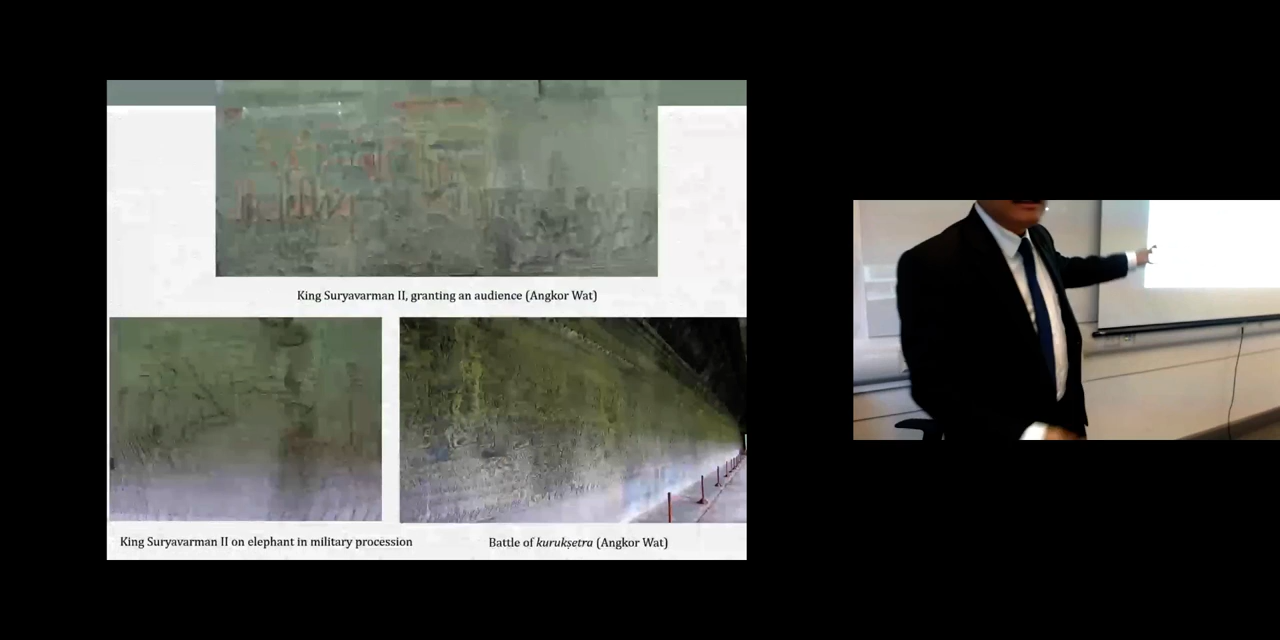 King Suryavarman II, granting an audience (Angkor Wat)
King Suryavarman II on elephant in military procession
Battle of kurukṣetra (Angkor Wat)